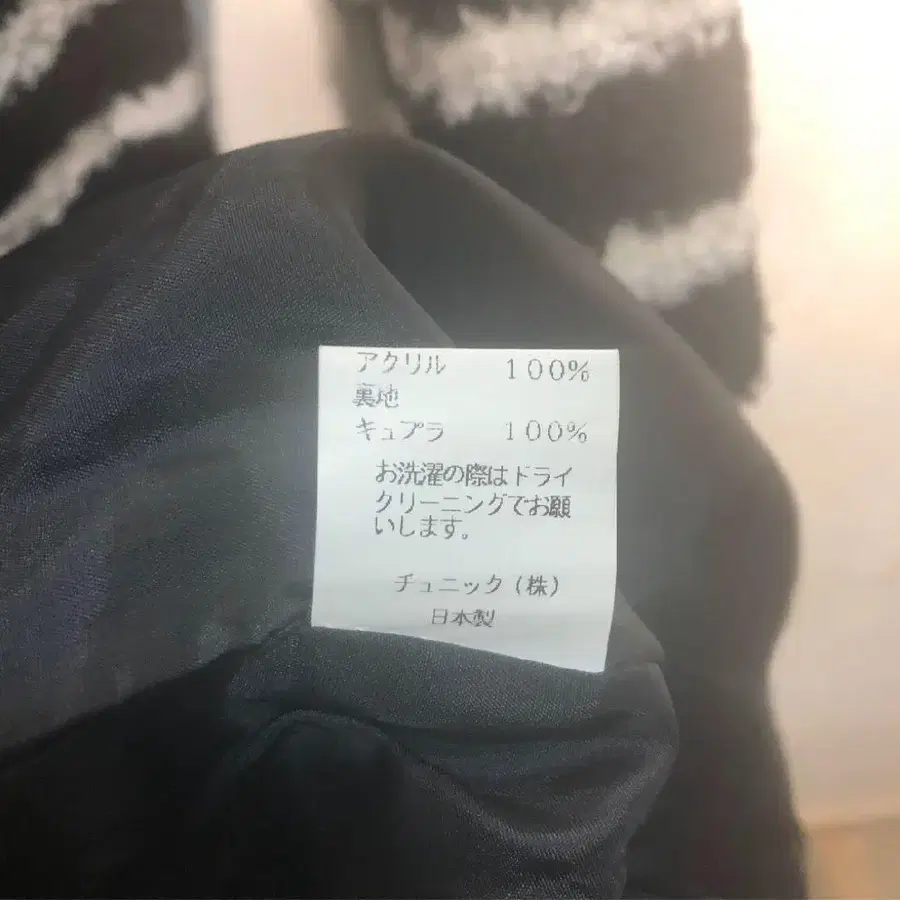 アクリル 100%
裏地
キュプラ 100%
お洗濯の際はドライ
クリーニングでお願
いします。
チュニック(株)
日本製